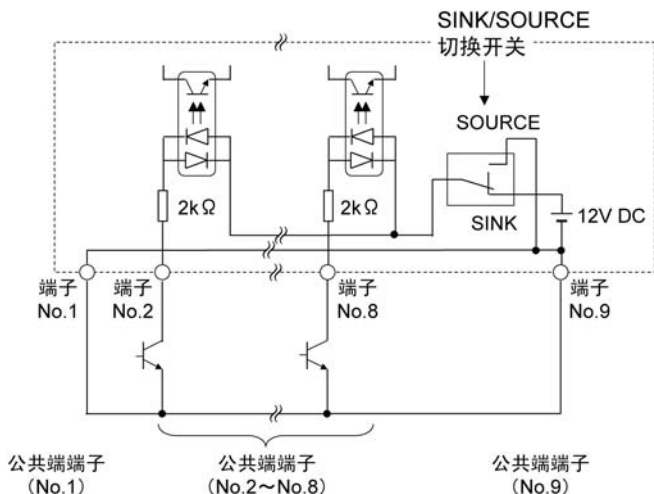 SINK/SOURCE
切换开关
SOURCE
2kΩ
2kΩ
SINK
12V DC
端子
No.1
端子
No.2
端子
No.8
端子
No.9
公共端端子
(No.1)
公共端端子
(No.2～No.8)
公共端端子
(No.9)